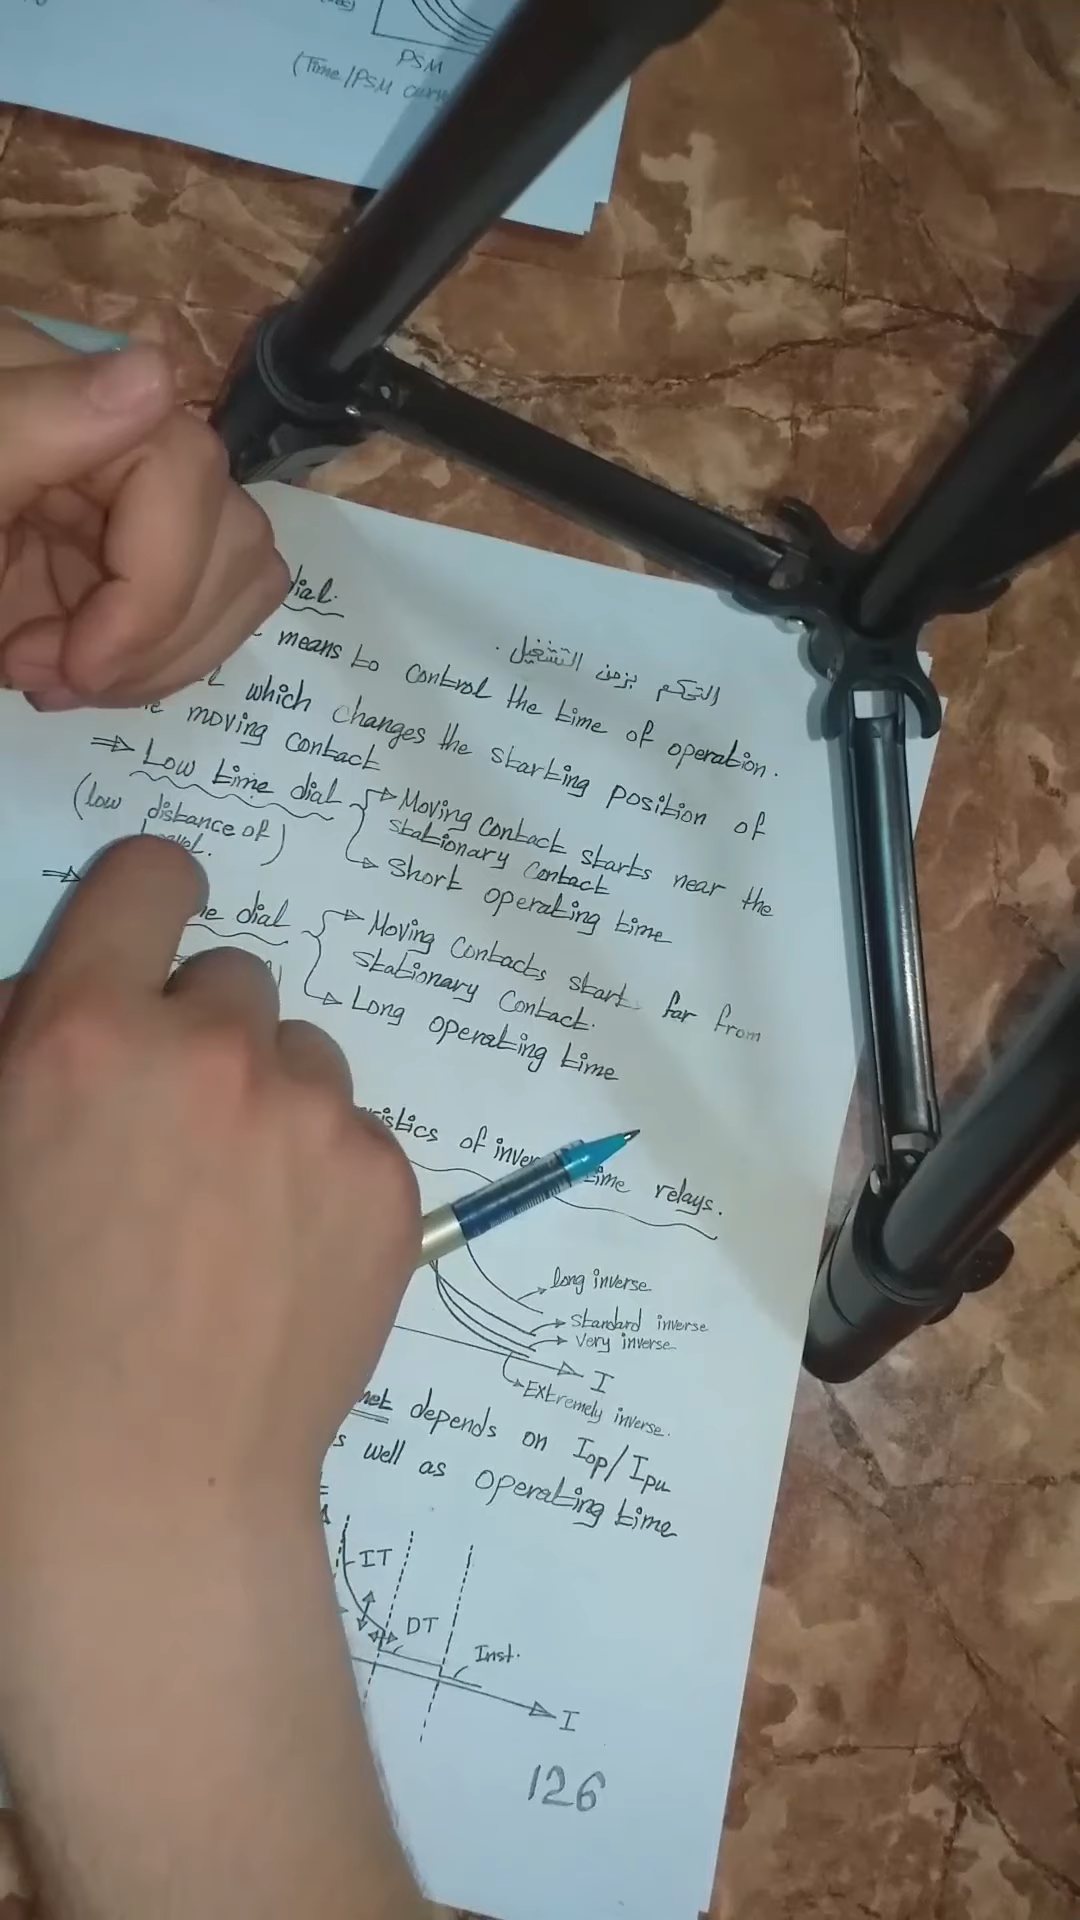 PSM
(Time/PSM
dial.
التحكم بزمن التشغيل.
means to control the time of operation.
which changes the starting position of
moving contact
⇒ Low time dial
(low distance of
travel.
Moving contact starts near the
stationary contact
Short operating time
⇒
dial
Moving contacts start far from
stationary contact.
Long operating time
of time relays.
long inverse
Standard inverse
Very inverse
I
Extremely inverse.
depends on Iop/Ipu
well as operating time
IT
DT
Inst.
I
126